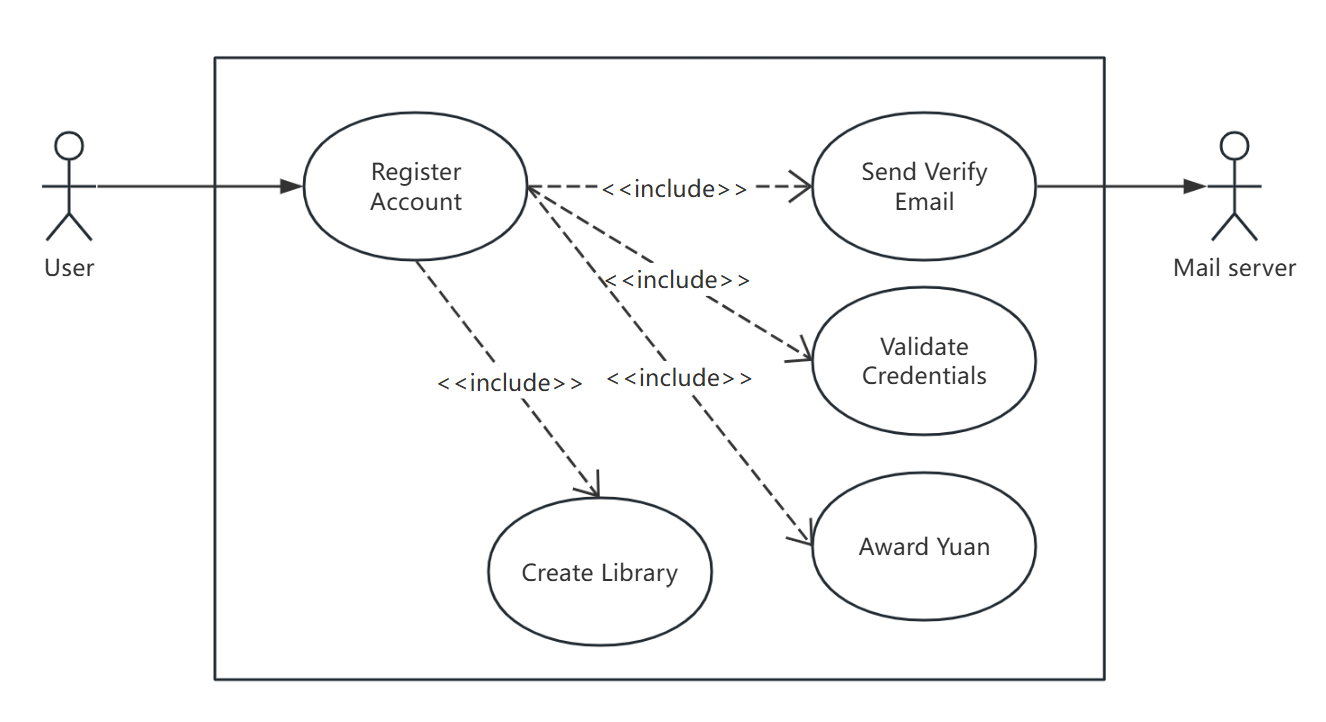 Register
Account
<<include>>
Send Verify
Email
User
Mail server
<<include>>
Validate
Credentials
<<include>>
<<include>>
Award Yuan
Create Library